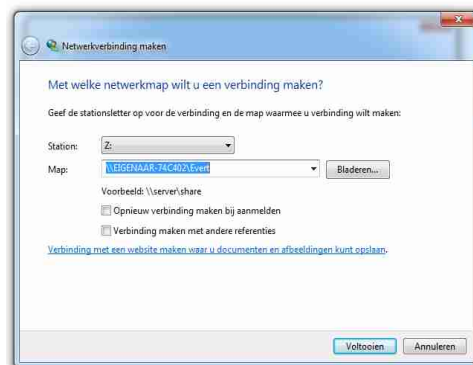 Netwerkverbinding maken
Met welke netwerkmap wilt u een verbinding maken?
Geef de stationsletter op voor de verbinding en de map waarmee u verbinding wilt maken:
Station: Z:
Map: \\EIGENAAR-74C402\Evert Bladeren...
Voorbeeld: \\server\share
Opnieuw verbinding maken bij aanmelden
Verbinding maken met andere referenties
Verbinding met een website maken waar u documenten en afbeeldingen kunt opslaan.
Voltooien Annuleren